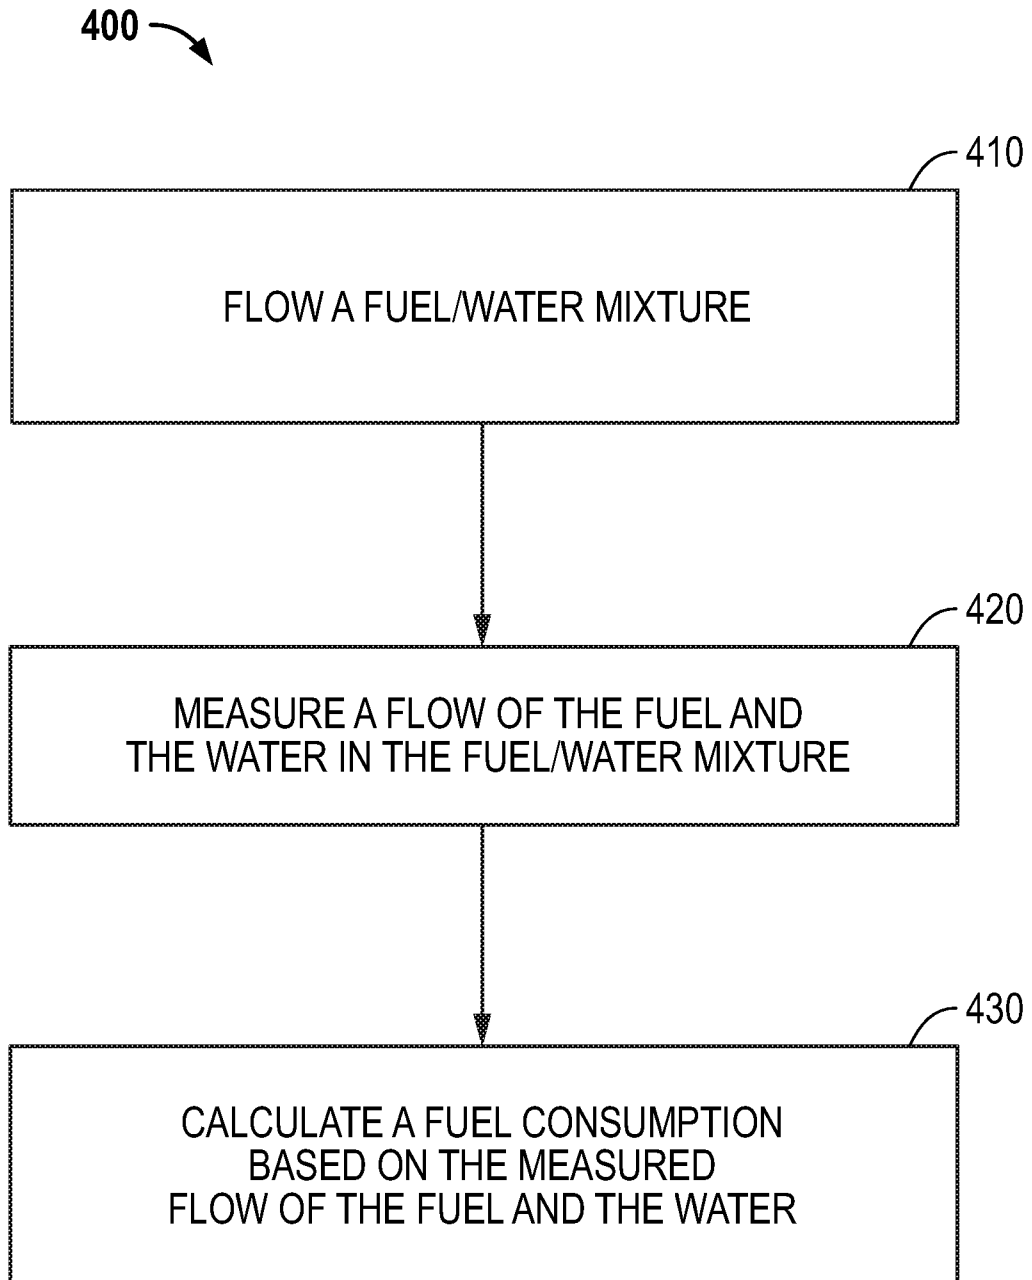 400
410
FLOW A FUEL/WATER MIXTURE
420
MEASURE A FLOW OF THE FUEL AND
THE WATER IN THE FUEL/WATER MIXTURE
430
CALCULATE A FUEL CONSUMPTION
BASED ON THE MEASURED
FLOW OF THE FUEL AND THE WATER